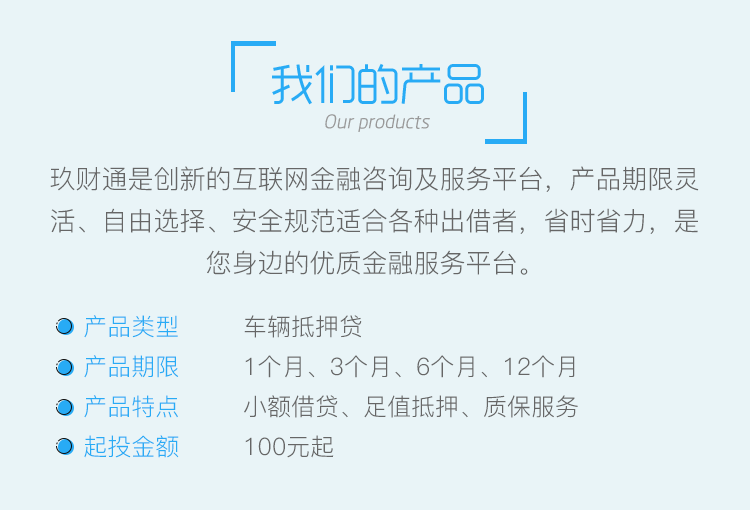 我们的产品
Our products
玖财通是创新的互联网金融咨询及服务平台，产品期限灵
活、自由选择、安全规范适合各种出借者，省时省力，是
您身边的优质金融服务平台。
产品类型 车辆抵押贷
产品期限 1个月、3个月、6个月、12个月
产品特点 小额借贷、足值抵押、质保服务
起投金额 100元起